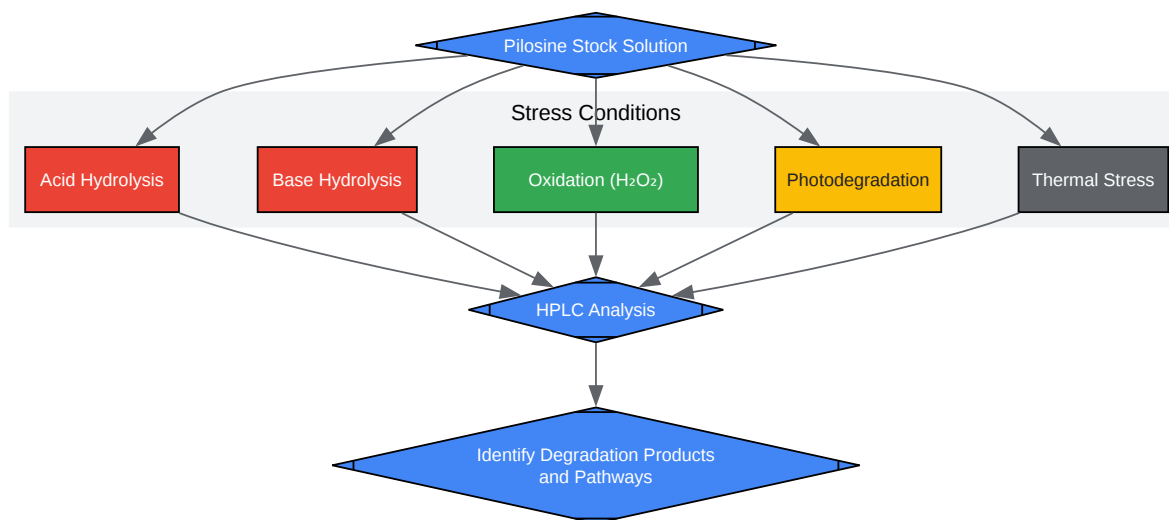 Pilosine Stock Solution
Stress Conditions
Acid Hydrolysis
Base Hydrolysis
Oxidation (H₂O₂)
Photodegradation
Thermal Stress
HPLC Analysis
Identify Degradation Products
and Pathways